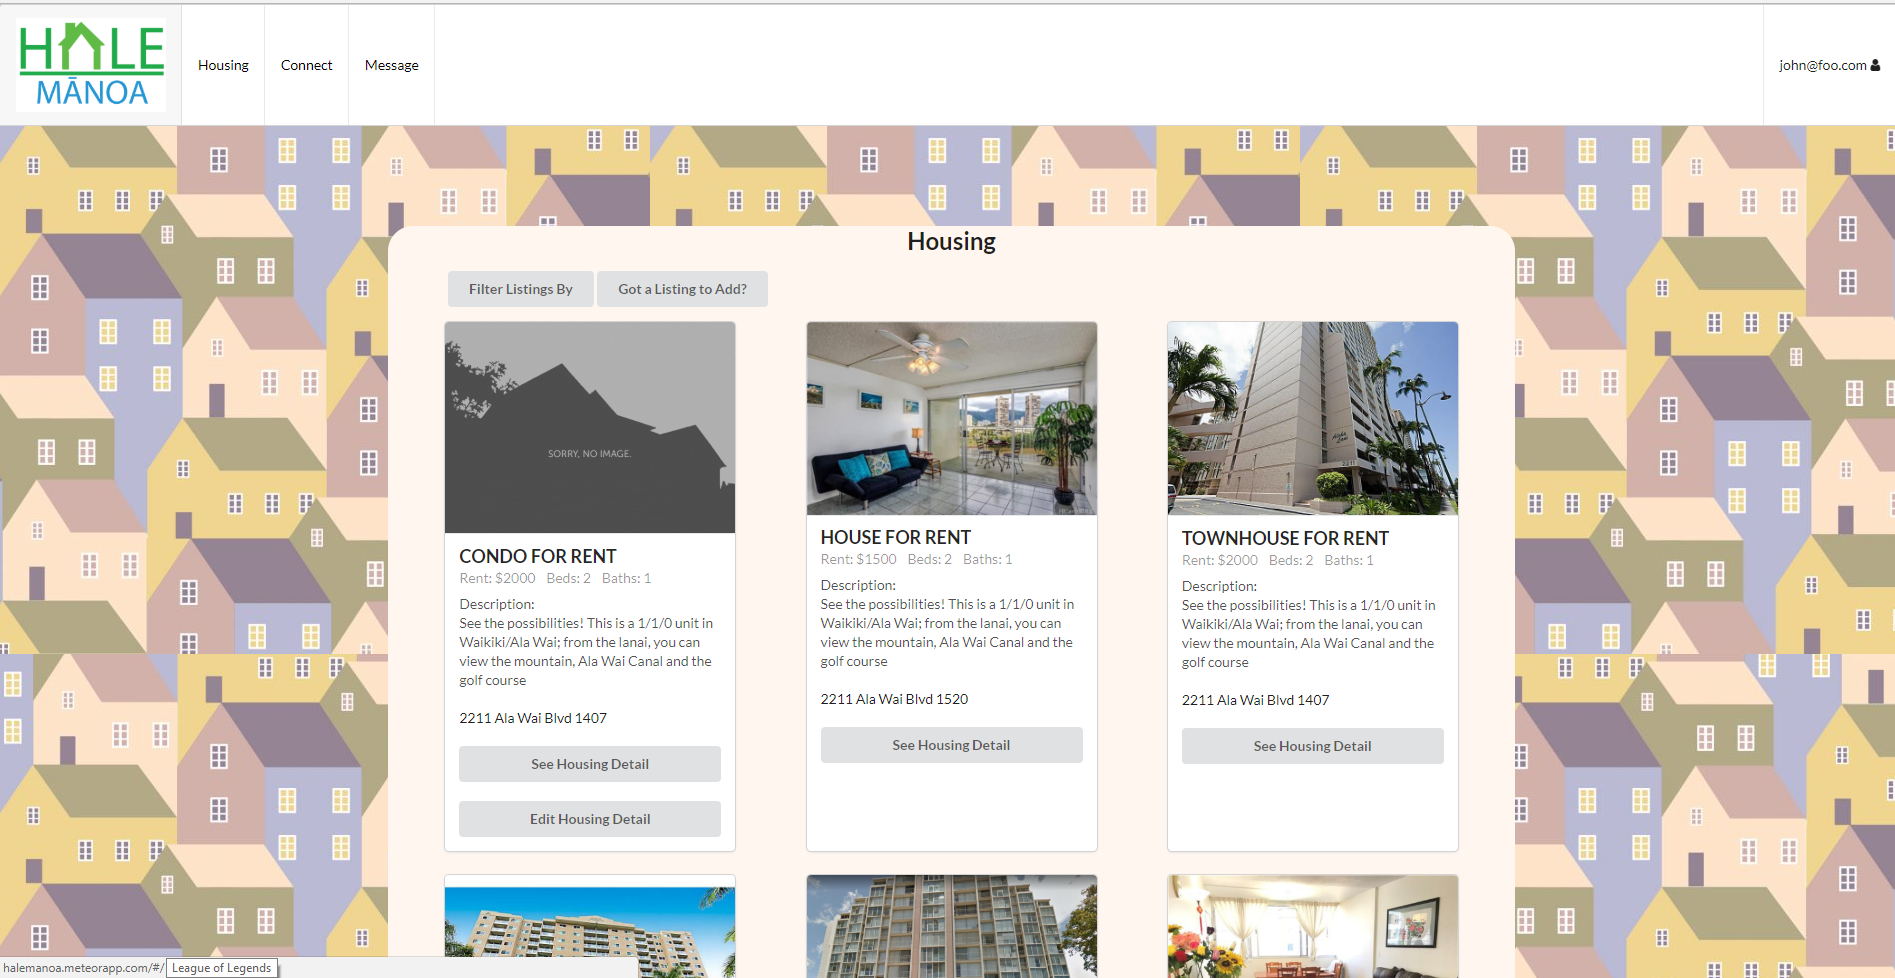 HALE
MĀNOA
Housing
Connect
Message
john@foo.com
Housing
Filter Listings By
Got a Listing to Add?
SORRY, NO IMAGE.
CONDO FOR RENT
Rent: $2000 Beds: 2 Baths: 1
Description:
See the possibilities! This is a 1/1/0 unit in
Waikiki/Ala Wai; from the lanai, you can
view the mountain, Ala Wai Canal and the
golf course
2211 Ala Wai Blvd 1407
See Housing Detail
Edit Housing Detail
HOUSE FOR RENT
Rent: $1500 Beds: 2 Baths: 1
Description:
See the possibilities! This is a 1/1/0 unit in
Waikiki/Ala Wai; from the lanai, you can
view the mountain, Ala Wai Canal and the
golf course
2211 Ala Wai Blvd 1520
See Housing Detail
2211
TOWNHOUSE FOR RENT
Rent: $2000 Beds: 2 Baths: 1
Description:
See the possibilities! This is a 1/1/0 unit in
Waikiki/Ala Wai; from the lanai, you can
view the mountain, Ala Wai Canal and the
golf course
2211 Ala Wai Blvd 1407
See Housing Detail
halemanoa.meteorapp.com/#/
League of Legends